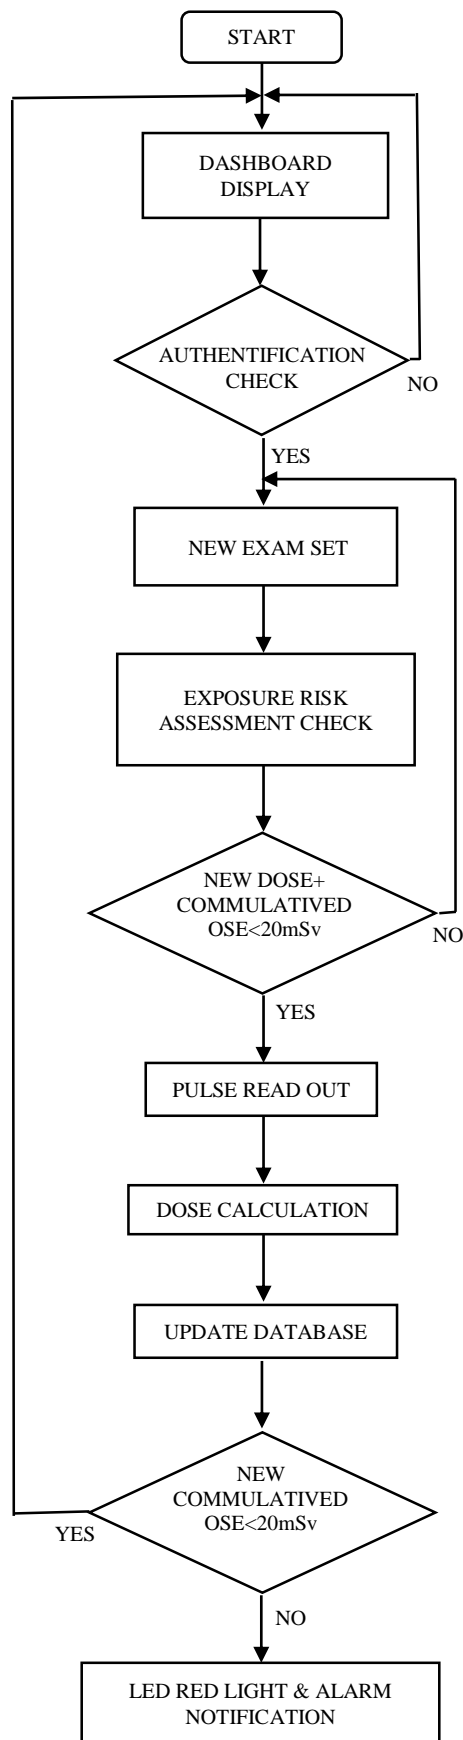 START
DASHBOARD
DISPLAY
AUTHENTIFICATION
CHECK
NO
YES
NEW EXAM SET
EXPOSURE RISK
ASSESSMENT CHECK
NEW DOSE+
COMMULATIVED
OSE<20mSv
NO
YES
PULSE READ OUT
DOSE CALCULATION
UPDATE DATABASE
NEW
COMMULATIVED
OSE<20mSv
YES
NO
LED RED LIGHT & ALARM
NOTIFICATION